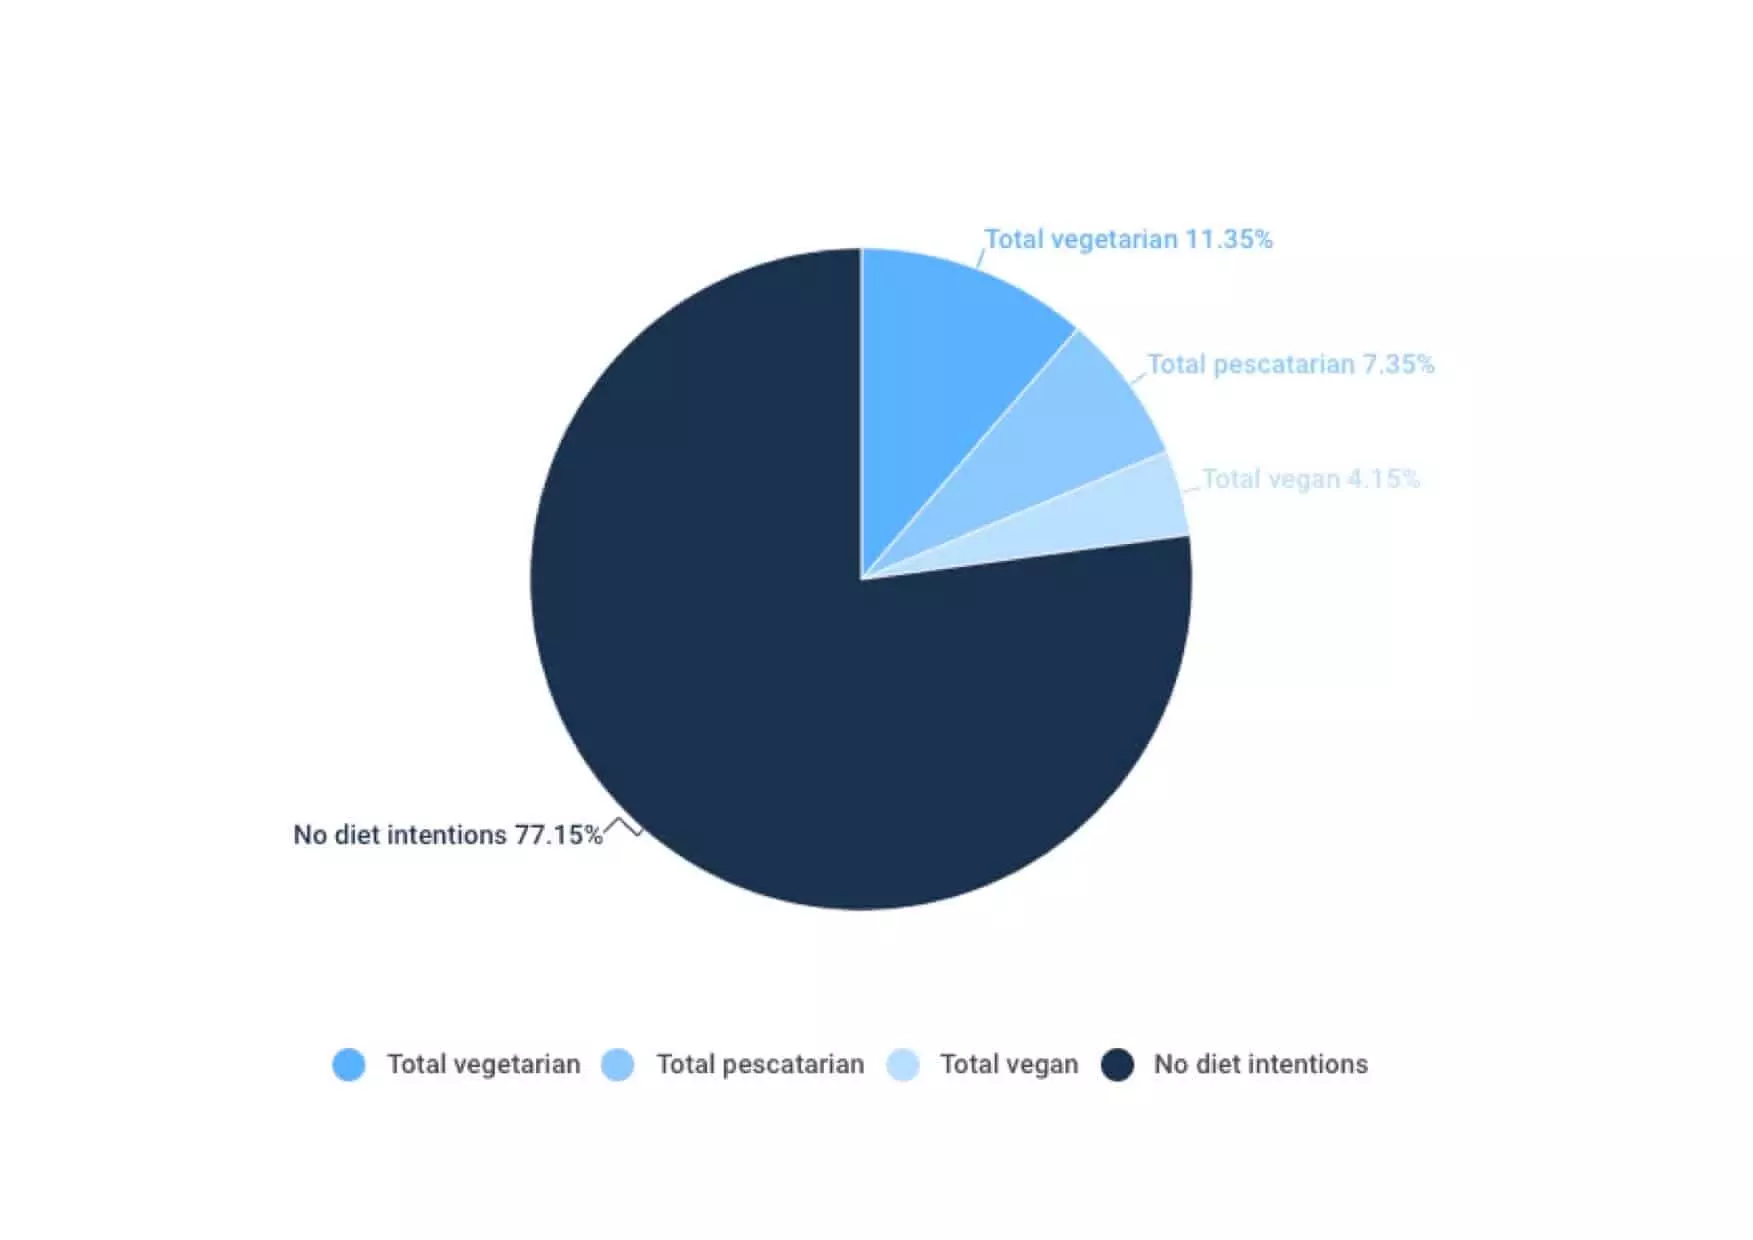 Total vegetarian 11.35%
Total pescatarian 7.35%
Total vegan 4.15%
No diet intentions 77.15%
Total vegetarian Total pescatarian Total vegan No diet intentions